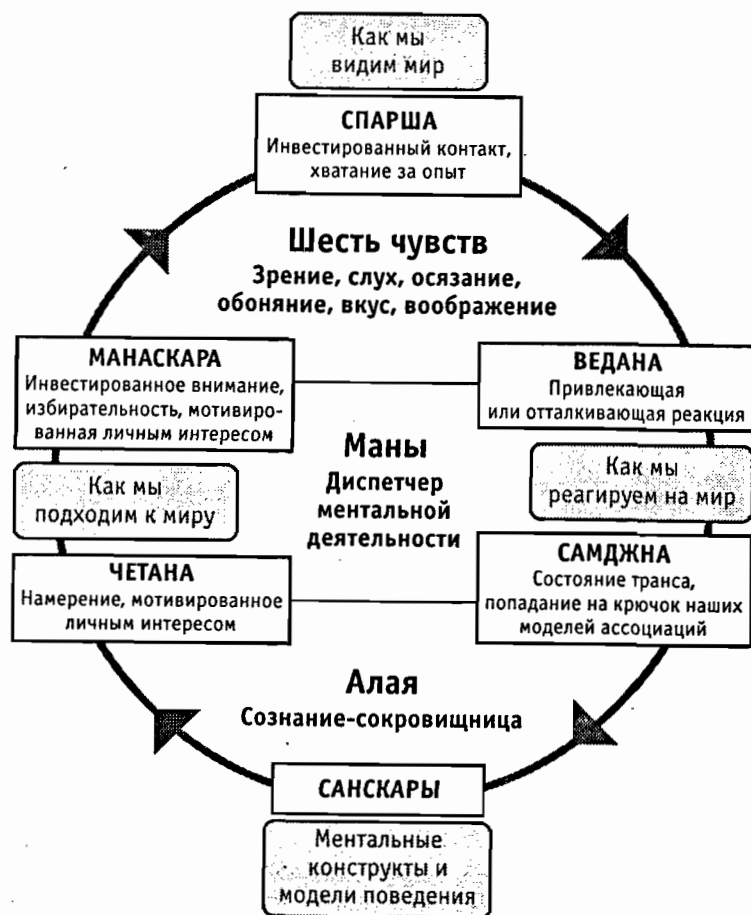 Как мы
видим мир
СПАРША
Инвестированный контакт,
хватание за опыт
Шесть чувств
Зрение, слух, осязание,
обоняние, вкус, воображение
МАНАСКАРА
Инвестированное внимание,
избирательность, мотивиро-
ванная личным интересом
ВЕДАНА
Привлекающая
или отталкивающая реакция
Как мы
подходим к миру
Маны
Диспетчер
ментальной
деятельности
Как мы
реагируем на мир
ЧЕТАНА
Намерение, мотивированное
личным интересом
САМДЖНА
Состояние транса,
попадание на крючок наших
моделей ассоциаций
Алая
Сознание-сокровищница
САНСКАРЫ
Ментальные
конструкты и
модели поведения